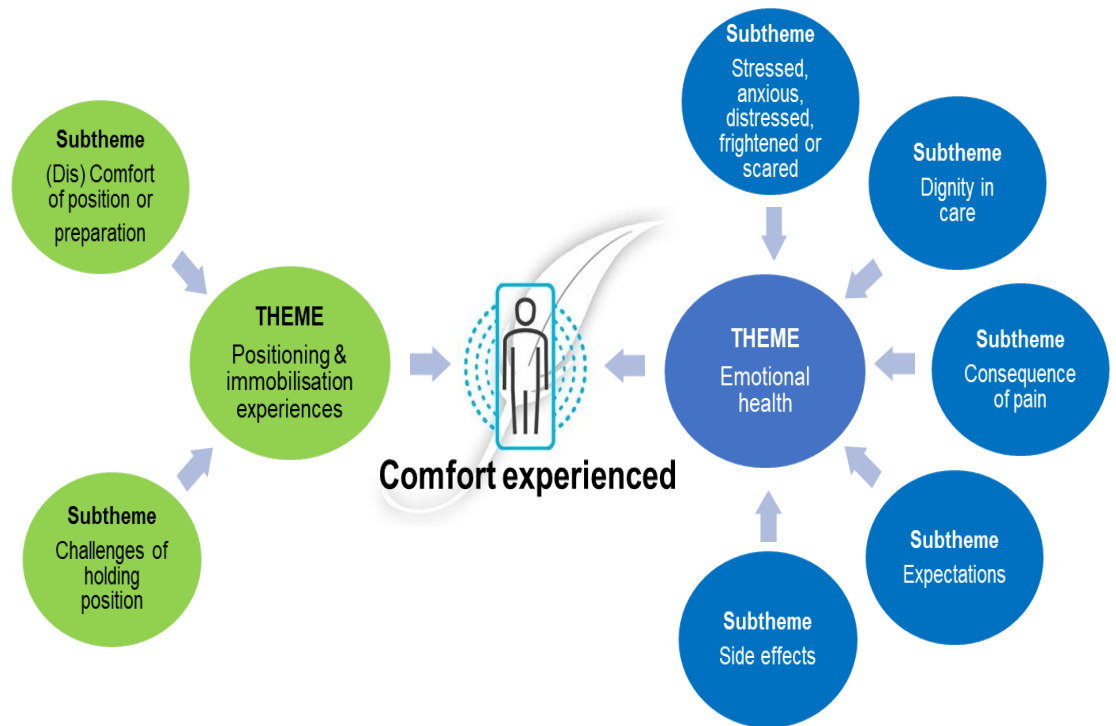 Subtheme
(Dis) Comfort
of position or
preparation
THEME
Positioning &
immobilisation
experiences
Subtheme
Challenges of
holding
position
Comfort experienced
Subtheme
Stressed,
anxious,
distressed,
frightened or
scared
Subtheme
Dignity in
care
THEME
Emotional
health
Subtheme
Consequence
of pain
Subtheme
Expectations
Subtheme
Side effects